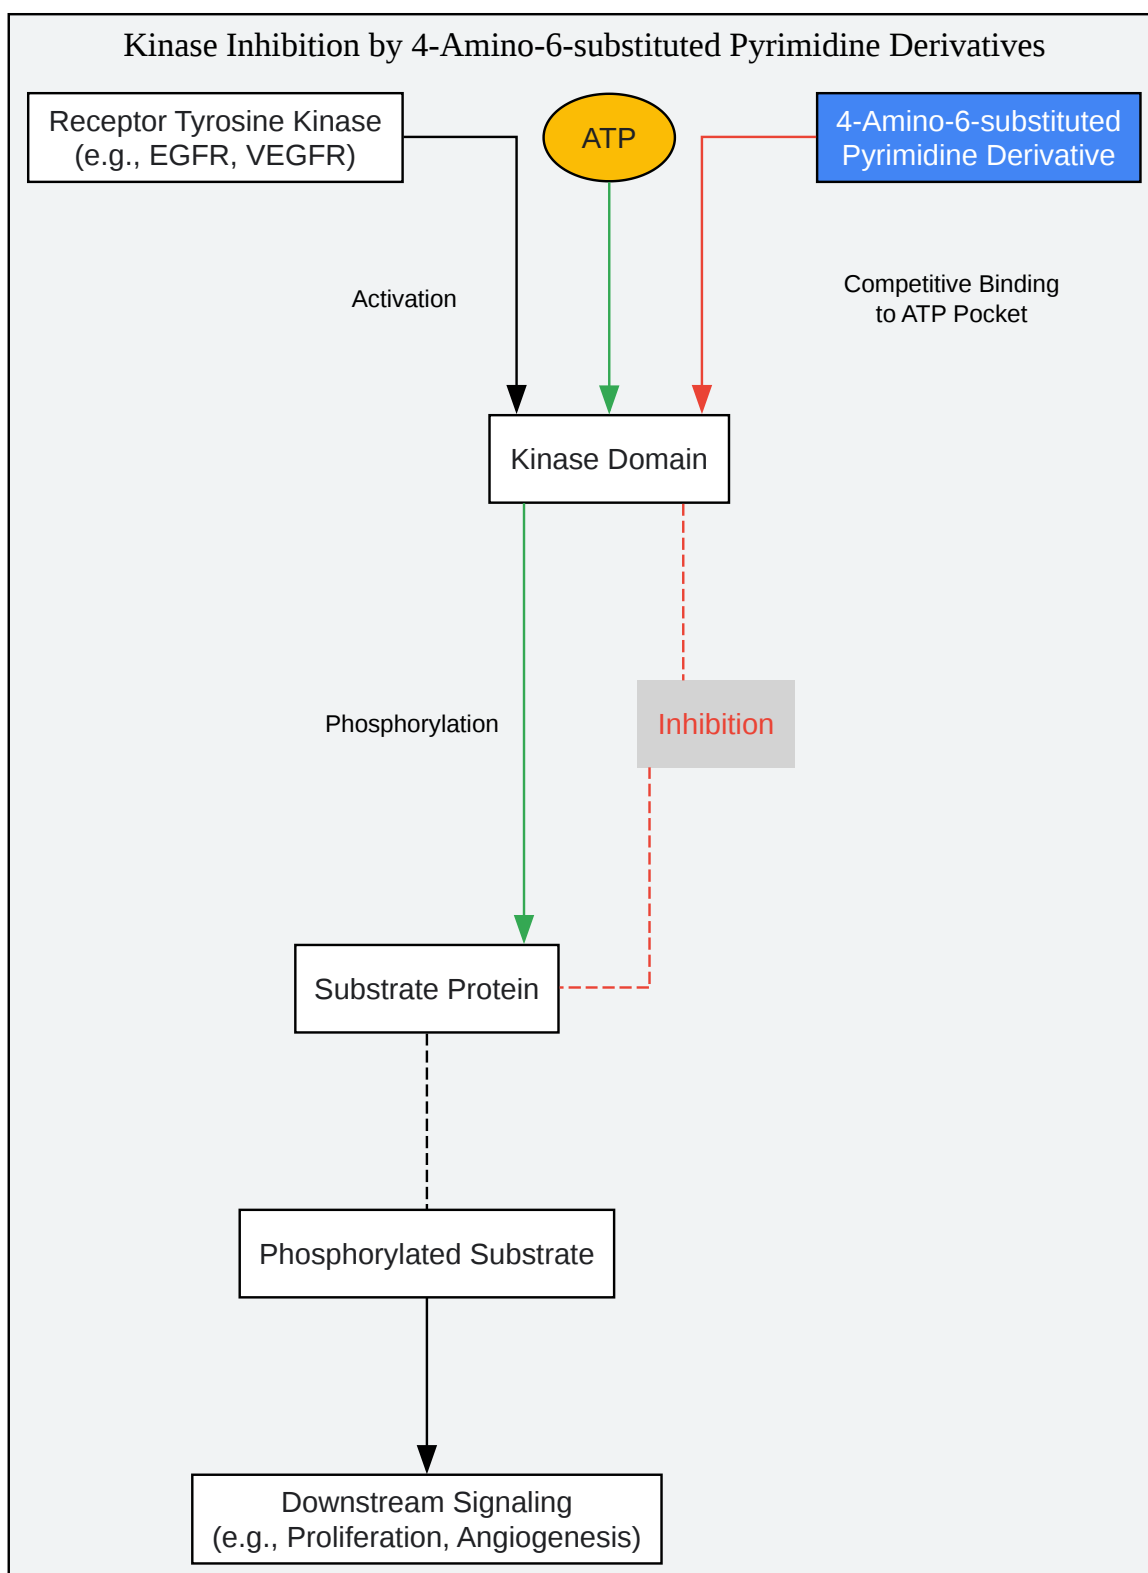 Kinase Inhibition by 4-Amino-6-substituted Pyrimidine Derivatives
Receptor Tyrosine Kinase
(e.g., EGFR, VEGFR)
ATP
4-Amino-6-substituted
Pyrimidine Derivative
Activation
Competitive Binding
to ATP Pocket
Kinase Domain
Phosphorylation
Inhibition
Substrate Protein
Phosphorylated Substrate
Downstream Signaling
(e.g., Proliferation, Angiogenesis)